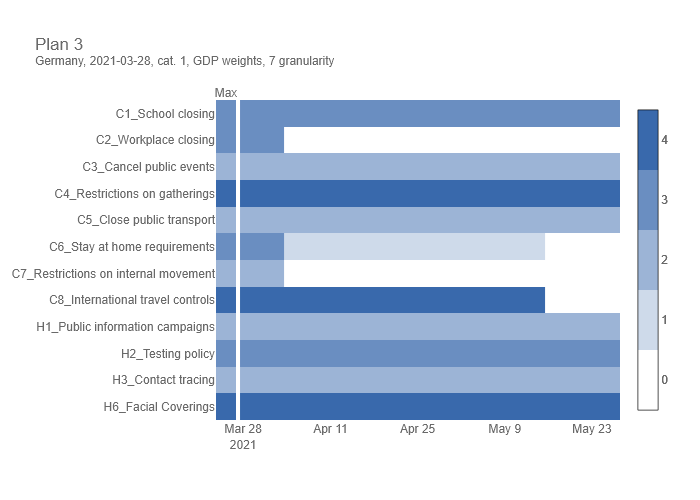 Plan 3
Germany, 2021-03-28, cat. 1, GDP weights, 7 granularity
Max
C1_School closing
C2_Workplace closing
C3_Cancel public events
C4_Restrictions on gatherings
C5_Close public transport
C6_Stay at home requirements
C7_Restrictions on internal movement
C8_International travel controls
H1_Public information campaigns
H2_Testing policy
H3_Contact tracing
H6_Facial Coverings
Mar 28 Apr 11 Apr 25 May 9 May 23
2021
4
3
2
1
0